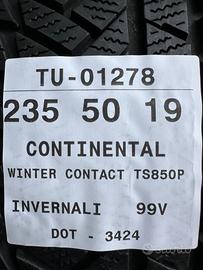 TU-01278
235 50 19
CONTINENTAL
WINTER CONTACT TS850P
INVERNALI 99V
DOT - 3424